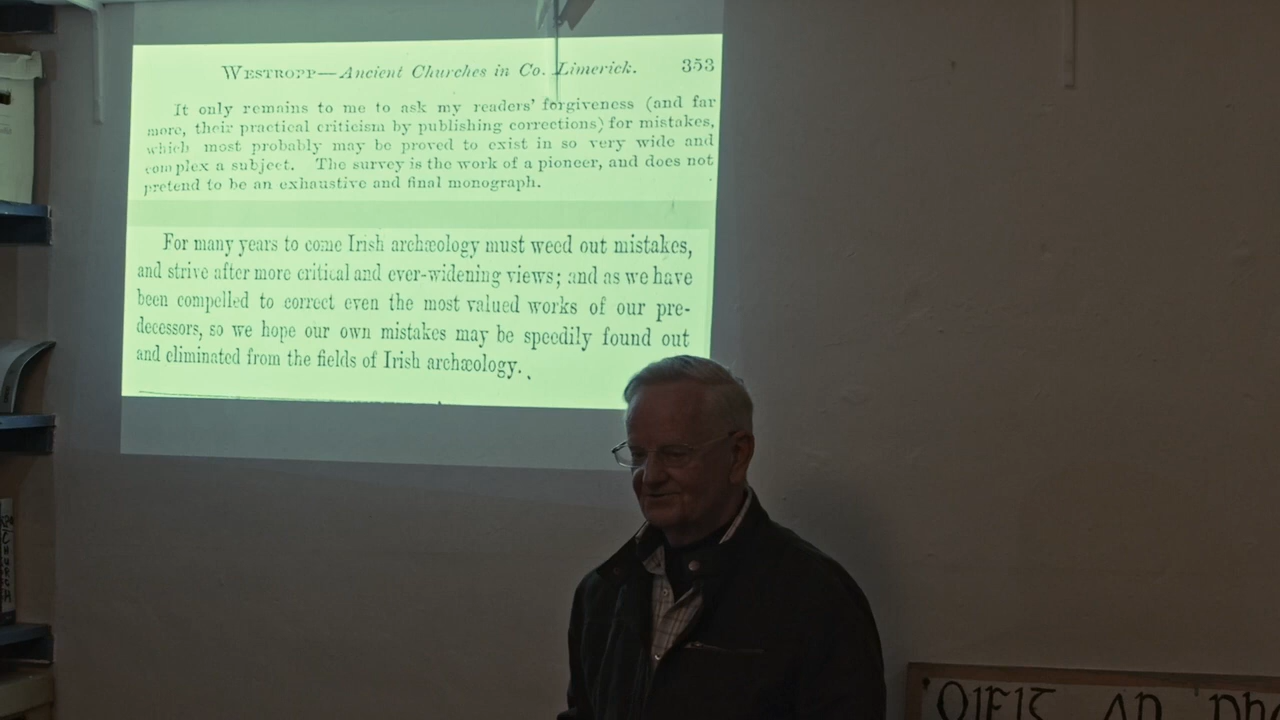 WESTROPP—Ancient Churches in Co. Limerick. 353
It only remains to me to ask my readers' forgiveness (and far
more, their practical criticism by publishing corrections) for mistakes,
which most probably may be proved to exist in so very wide and
complex a subject. The survey is the work of a pioneer, and does not
pretend to be an exhaustive and final monograph.
For many years to come Irish archæology must weed out mistakes,
and strive after more critical and ever-widening views; and as we have
been compelled to correct even the most valued works of our pre-
decessors, so we hope our own mistakes may be speedily found out
and eliminated from the fields of Irish archæology.
CHURCH
OIFIG AN